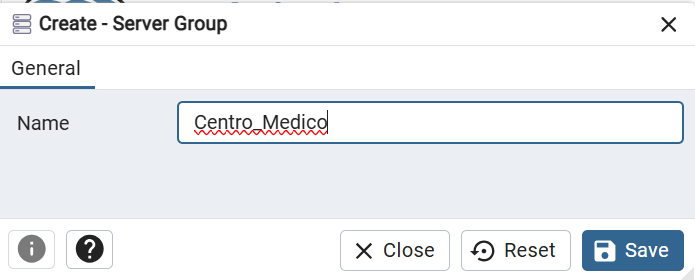 Create - Server Group
General
Name
Centro_Medico
Close
Reset
Save